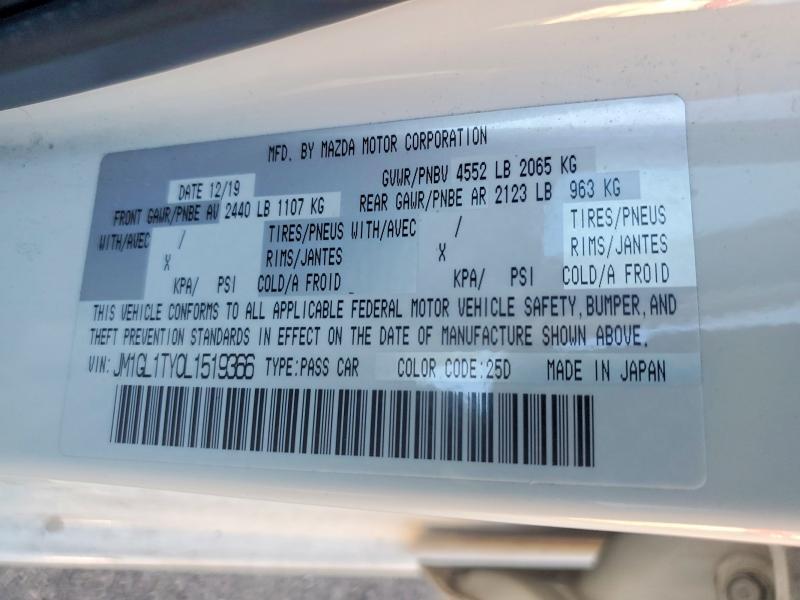 MFD. BY MAZDA MOTOR CORPORATION
DATE 12/19 GVWR/PNBV 4552 LB 2065 KG
FRONT GAWR/PNBE AV 2440 LB 1107 KG REAR GAWR/PNBE AR 2123 LB 963 KG
WITH/AVEC / TIRES/PNEUS WITH/AVEC / TIRES/PNEUS
X RIMS/JANTES X RIMS/JANTES
KPA/ PSI COLD/A FROID KPA/ PSI COLD/A FROID
THIS VEHICLE CONFORMS TO ALL APPLICABLE FEDERAL MOTOR VEHICLE SAFETY, BUMPER, AND
THEFT PREVENTION STANDARDS IN EFFECT ON THE DATE OF MANUFACTURE SHOWN ABOVE.
VIN: JM1GL1TY0L1519366 TYPE:PASS CAR COLOR CODE:25D MADE IN JAPAN